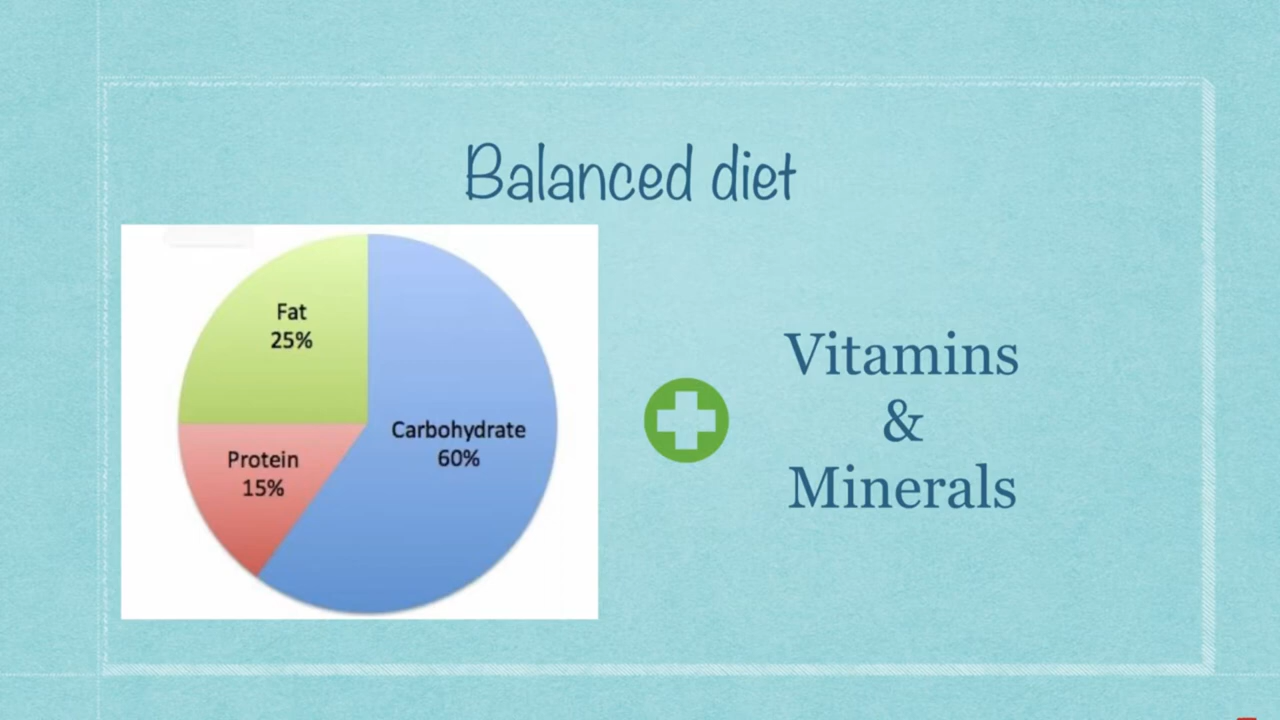 Balanced diet
Fat
25%
Carbohydrate
60%
Protein
15%
Vitamins
&
Minerals